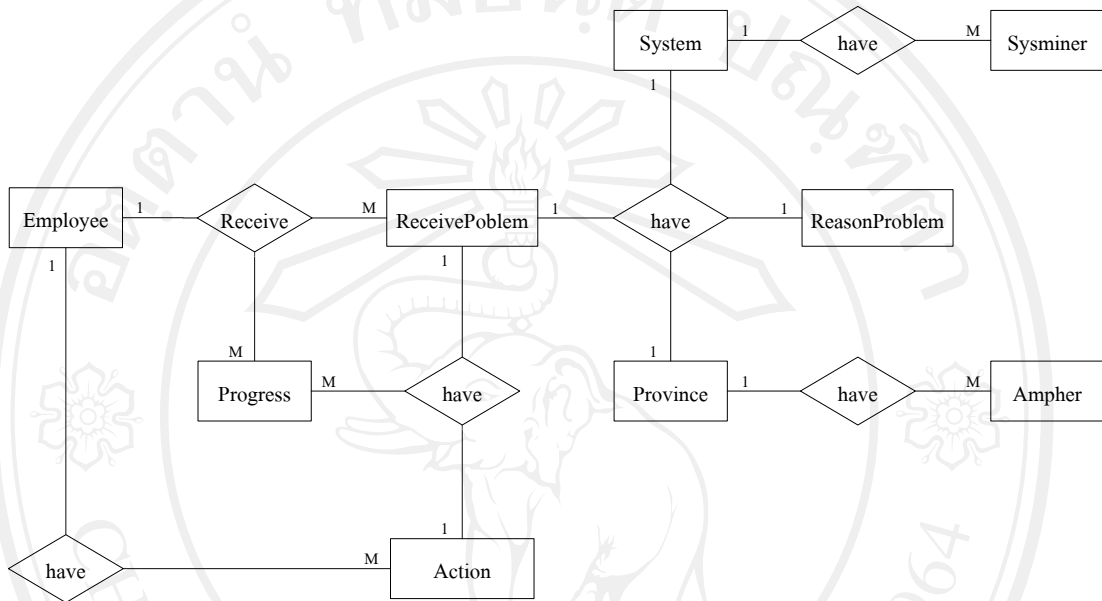 System
1
have
M
Sysminer
1
Employee
1
Receive
M
ReceivePoblem
1
have
1
ReasonProblem
1
1
M
1
Progress
M
have
Province
1
have
M
Ampher
1
have
M
Action
1964